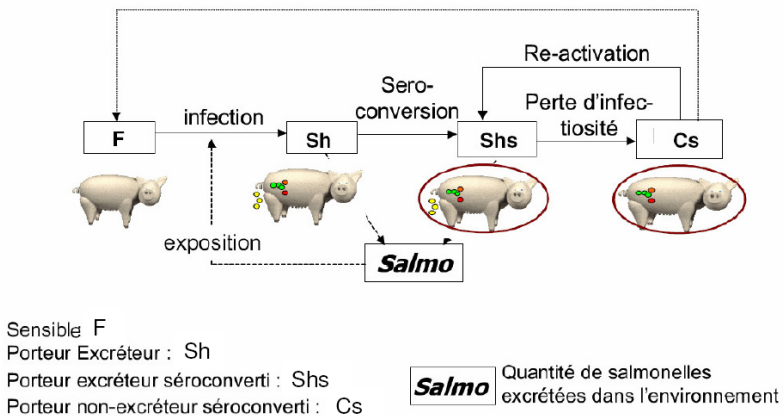 Re-activation
Sero-
conversion
infection
Perte d'infec-
tiosité
F
Sh
Shs
Cs
exposition
Salmo
Sensible F
Porteur Excréteur : Sh
Porteur excréteur séroconverti : Shs
Porteur non-excréteur séroconverti : Cs
Salmo
Quantité de salmonelles
excrétées dans l'environnement